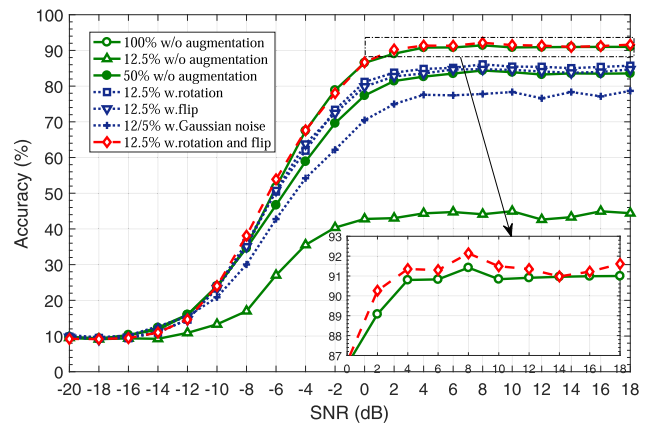 Accuracy (%)
100
90
80
70
60
50
40
30
20
10
0
100% w/o augmentation
12.5% w/o augmentation
50% w/o augmentation
12.5% w.rotation
12.5% w.flip
12/5% w.Gaussian noise
12.5% w.rotation and flip
93
92
91
90
89
88
87
0 2 4 6 8 10 12 14 16 18
-20 -18 -16 -14 -12 -10 -8 -6 -4 -2 0 2 4 6 8 10 12 14 16 18
SNR (dB)